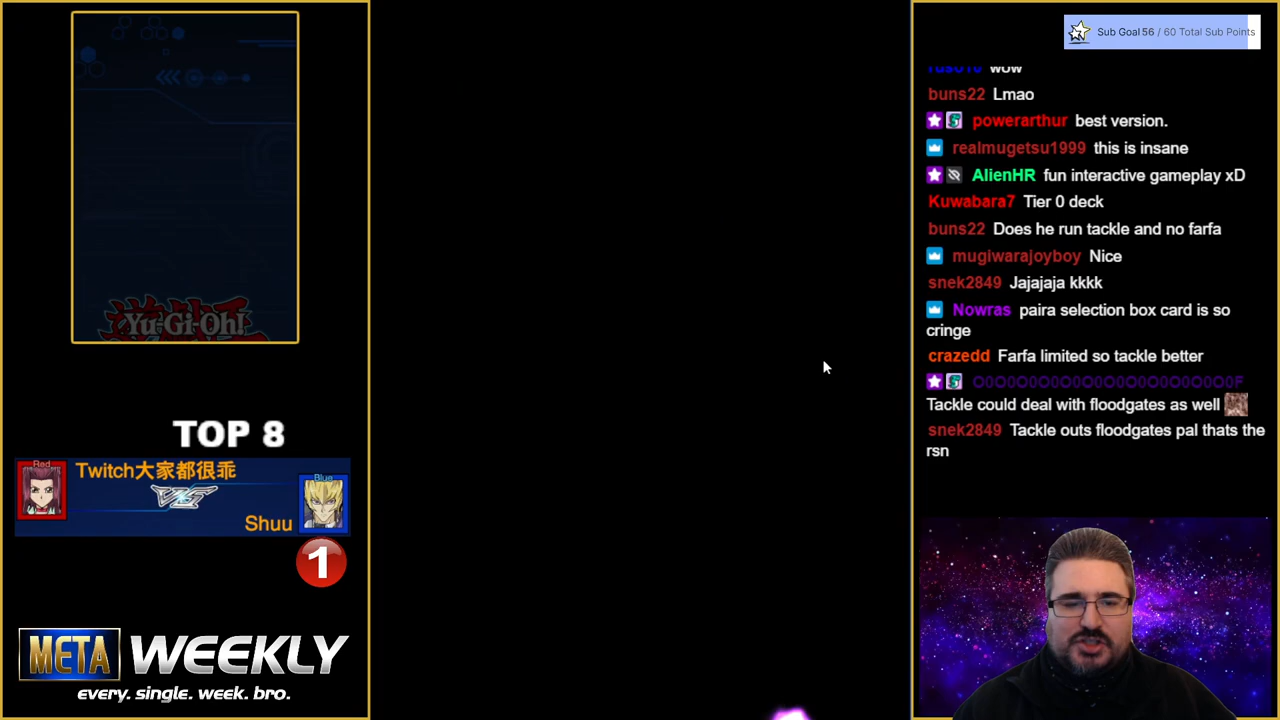 Yu-Gi-Oh!
TOP 8
Red
Twitch大家都很乖
VS
Blue
Shuu
1
META WEEKLY
every. single. week. bro.
Sub Goal 56 / 60 Total Sub Points
wow
buns22 Lmao
powerarthur best version.
realmugetsu1999 this is insane
AlienHR fun interactive gameplay xD
Kuwabara7 Tier 0 deck
buns22 Does he run tackle and no farfa
mugiwarajoyboy Nice
snek2849 Jajajaja kkkk
Nowras paira selection box card is so
cringe
crazedd Farfa limited so tackle better
Tackle could deal with floodgates as well
snek2849 Tackle outs floodgates pal thats the
rsn